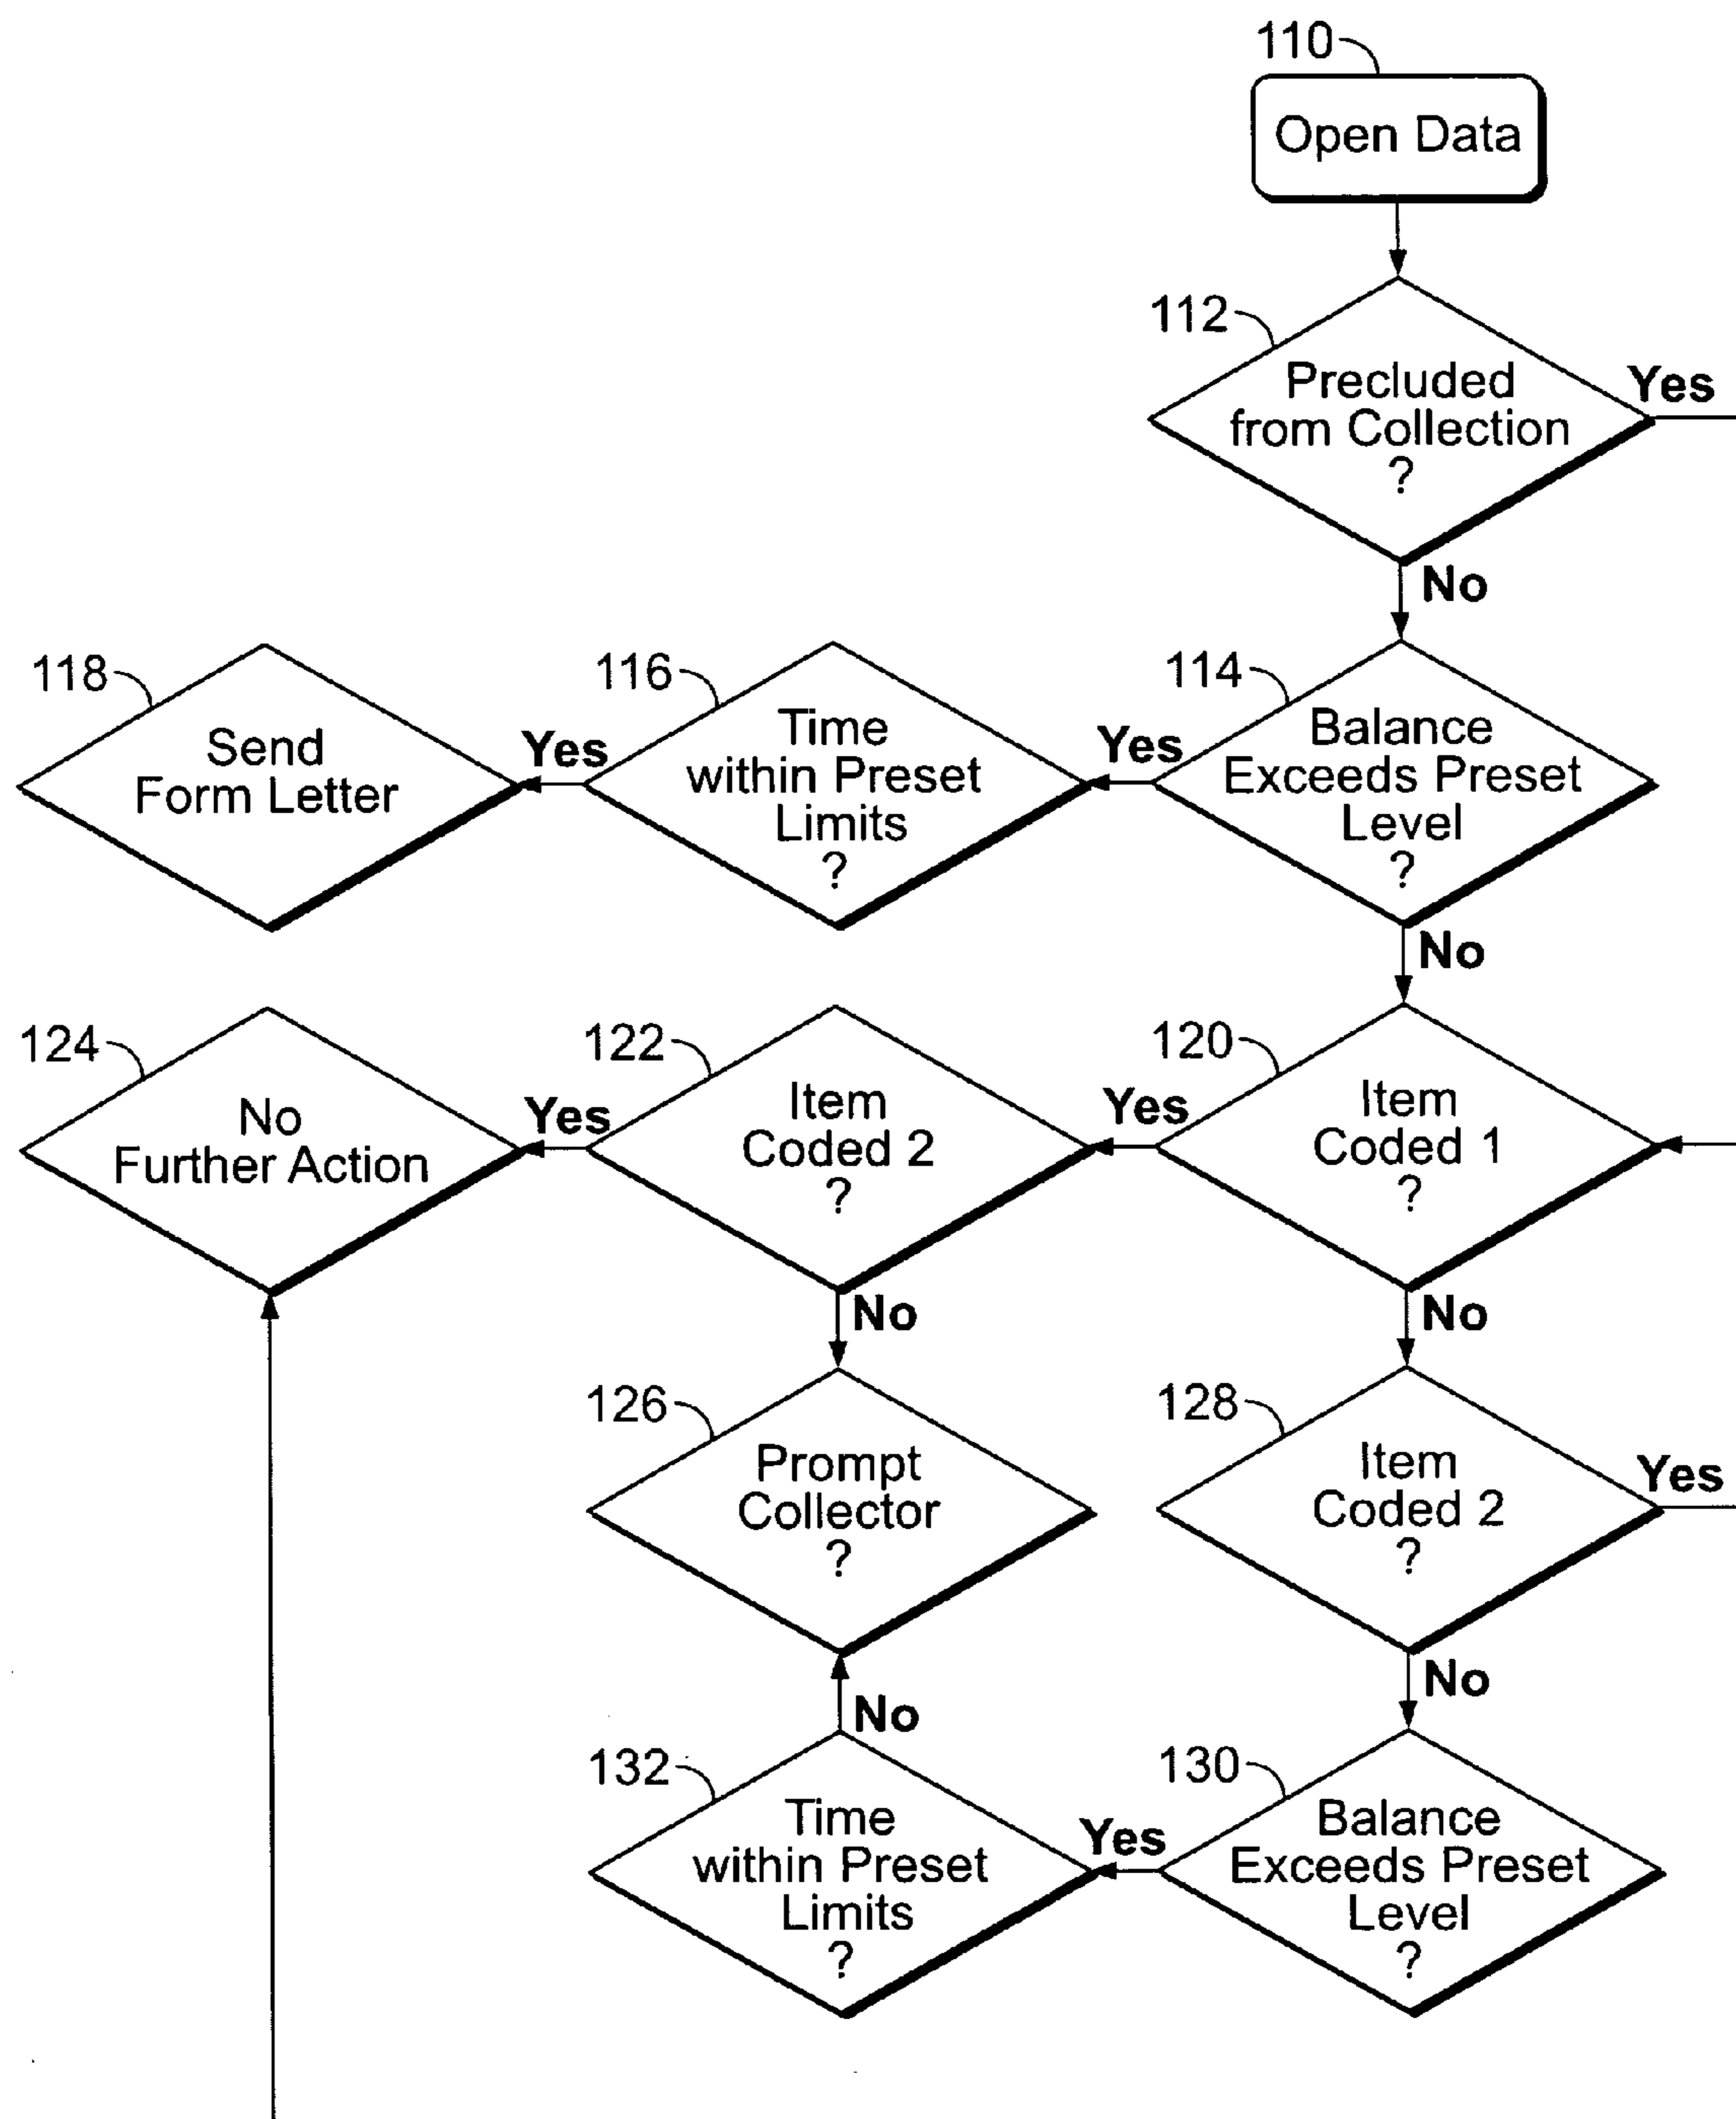 110
Open Data
112
Precluded
from Collection
?
Yes
No
118
Send
Form Letter
Yes
116
Time
within Preset
Limits
?
Yes
114
Balance
Exceeds Preset
Level
?
No
124
No
Further Action
Yes
122
Item
Coded 2
?
Yes
120
Item
Coded 1
?
No
No
126
Prompt
Collector
?
128
Item
Coded 2
?
Yes
No
No
132
Time
within Preset
Limits
?
Yes
130
Balance
Exceeds Preset
Level
?